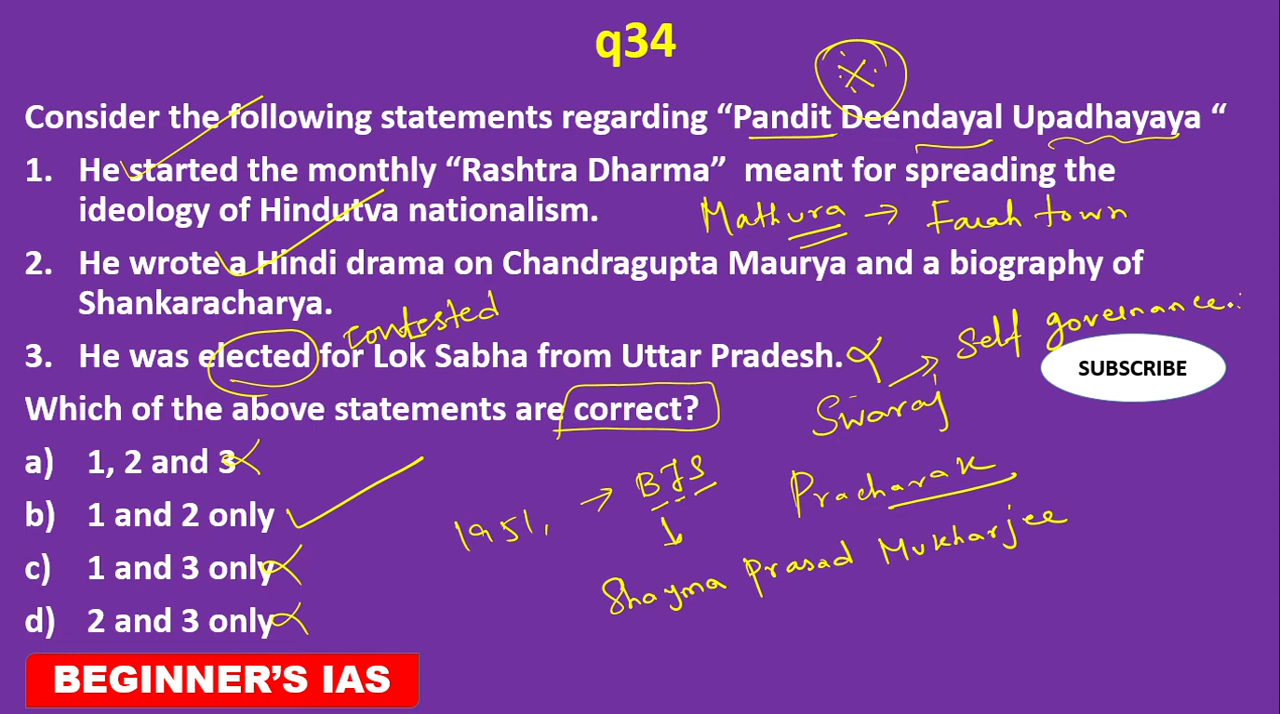 q34
Consider the following statements regarding “Pandit Deendayal Upadhayaya “
1. He started the monthly “Rashtra Dharma” meant for spreading the
ideology of Hindutva nationalism.
Mathura → Farah town
2. He wrote a Hindi drama on Chandragupta Maurya and a biography of
Shankaracharya.
contested
3. He was elected for Lok Sabha from Uttar Pradesh.
Self governance..
SUBSCRIBE
Which of the above statements are correct?
Swaraj
a) 1, 2 and 3
BJS
Pracharak
b) 1 and 2 only
1951, →
c) 1 and 3 only
Shayma Prasad Mukharjee
d) 2 and 3 only
BEGINNER’S IAS